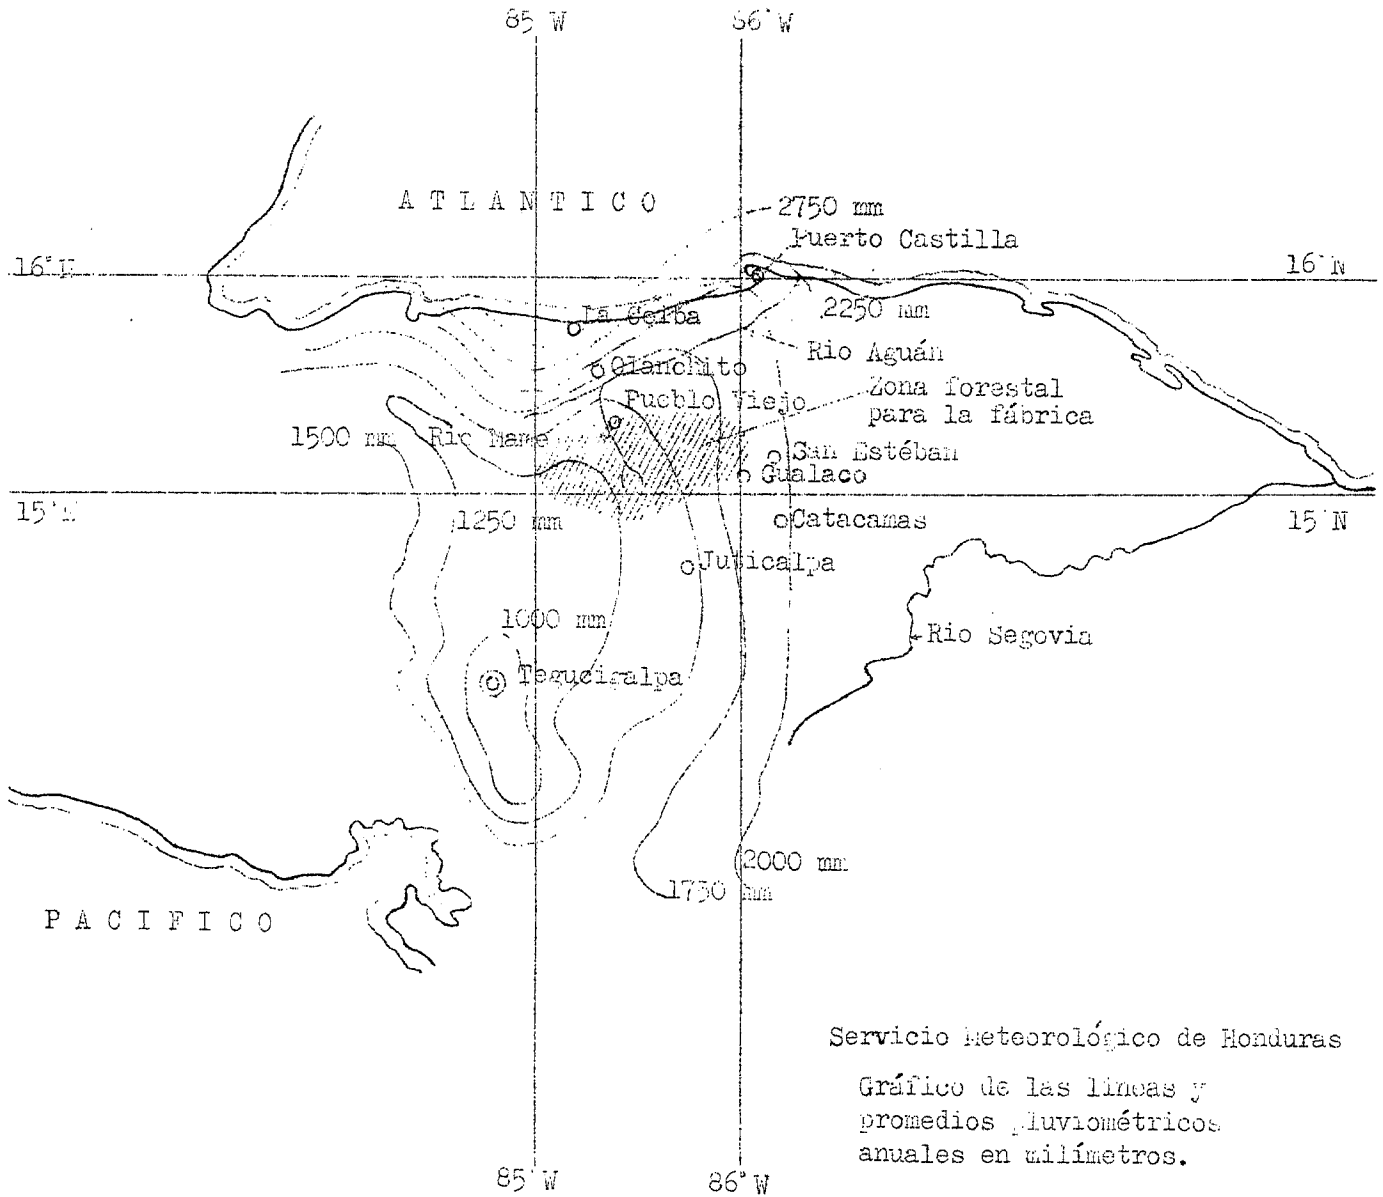 85 W
86°W
ATLANTICO
2750 mm
Puerto Castilla
16°N
16°N
La Ceiba
2250 mm
Rio Aguán
Olanchito
Zona forestal
para la fábrica
Pueblo Viejo
1500 mm
Rio Mame
San Estéban
Gualaco
15°N
15°N
1250 mm
Catacamas
Juticalpa
1000 mm
Rio Segovia
Tegucigalpa
2000 mm
1750 mm
PACIFICO
Servicio Meteorológico de Honduras
Gráfico de las lineas y
promedios pluviométricos
anuales en milímetros.
85°W
86°W